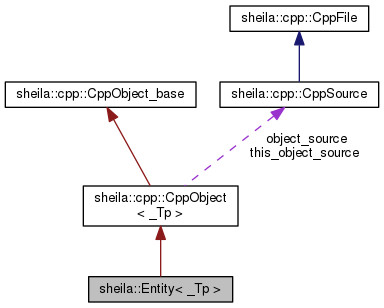 sheila::cpp::CppFile
sheila::cpp::CppObject_base
sheila::cpp::CppSource
object_source
this_object_source
sheila::cpp::CppObject
< _Tp >
sheila::Entity< _Tp >